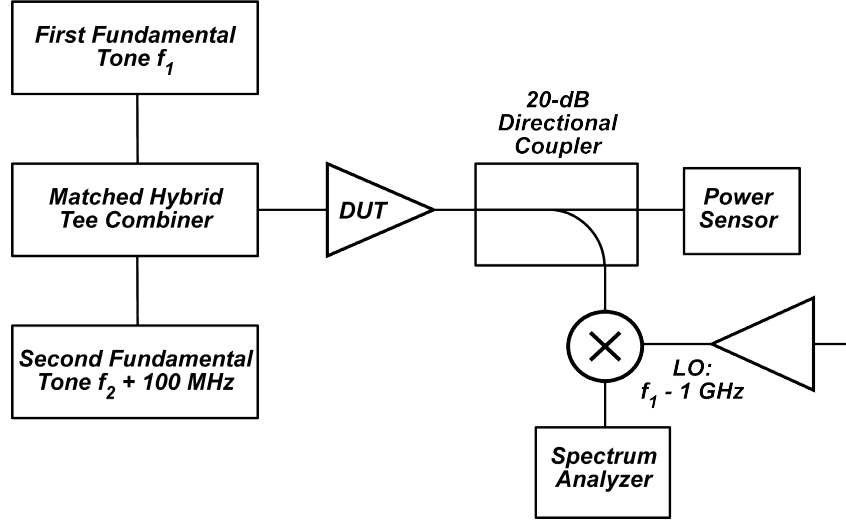 First Fundamental
Tone f1
20-dB
Directional
Coupler
Matched Hybrid
Tee Combiner
DUT
Power
Sensor
Second Fundamental
Tone f2 + 100 MHz
LO:
f1 - 1 GHz
Spectrum
Analyzer